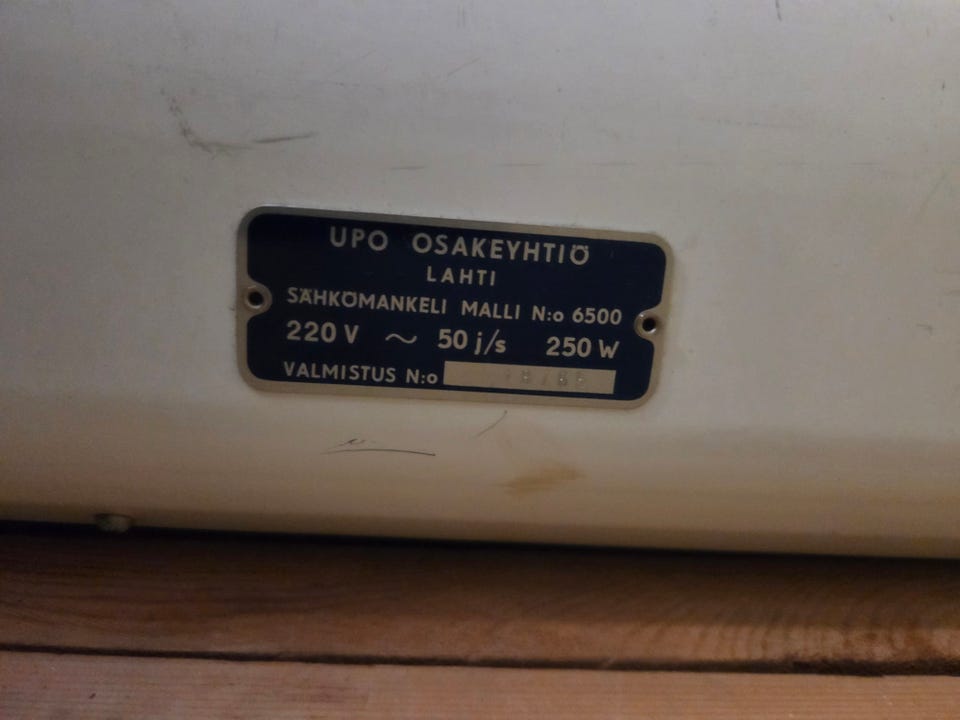 UPO OSAKEYHTIÖ
LAHTI
SÄHKÖMANKELI MALLI N:o 6500
220 V ~ 50 j/s 250 W
VALMISTUS N:o